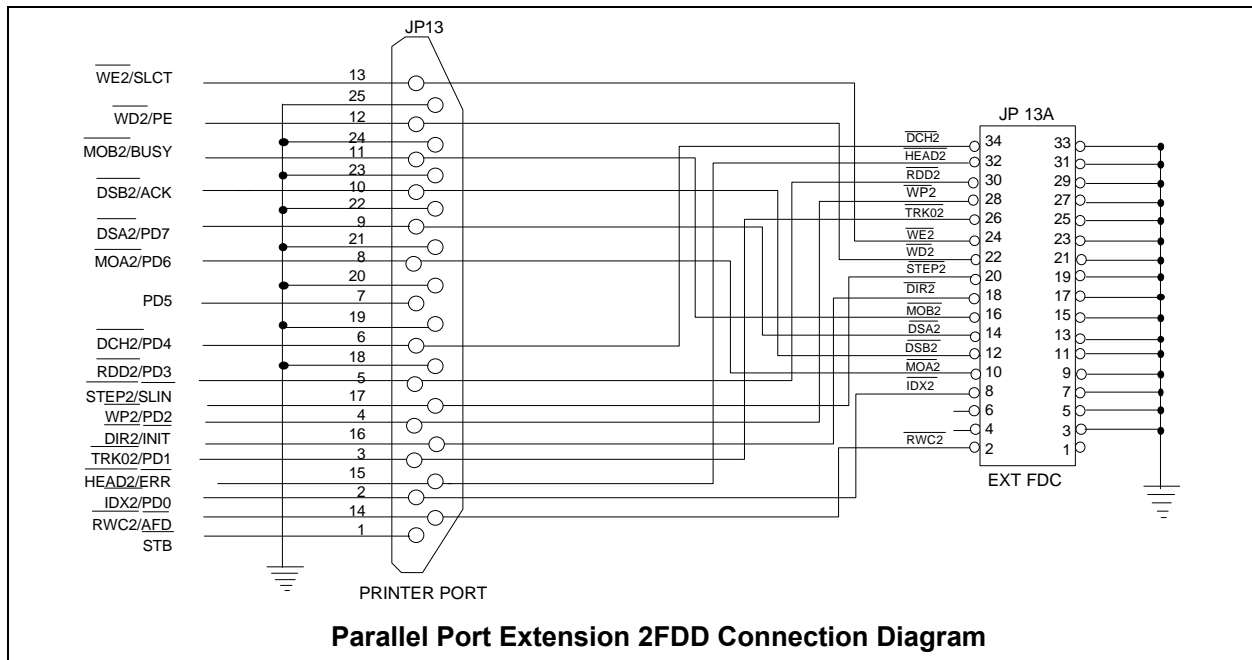 JP13
WE2/SLCT
13
25
WD2/PE
12
24
MOB2/BUSY
11
23
DSB2/ACK
10
22
DSA2/PD7
9
21
MOA2/PD6
8
20
PD5
7
19
DCH2/PD4
6
18
RDD2/PD3
5
STEP2/SLIN
17
WP2/PD2
4
DIR2/INIT
16
TRK02/PD1
3
HEAD2/ERR
15
IDX2/PD0
2
RWC2/AFD
14
STB
1
PRINTER PORT
JP 13A
DCH2 34 33
HEAD2 32 31
RDD2 30 29
WP2 28 27
TRK02 26 25
WE2 24 23
WD2 22 21
STEP2 20 19
DIR2 18 17
MOB2 16 15
DSA2 14 13
DSB2 12 11
MOA2 10 9
IDX2 8 7
6 5
4 3
RWC2 2 1
EXT FDC
Parallel Port Extension 2FDD Connection Diagram